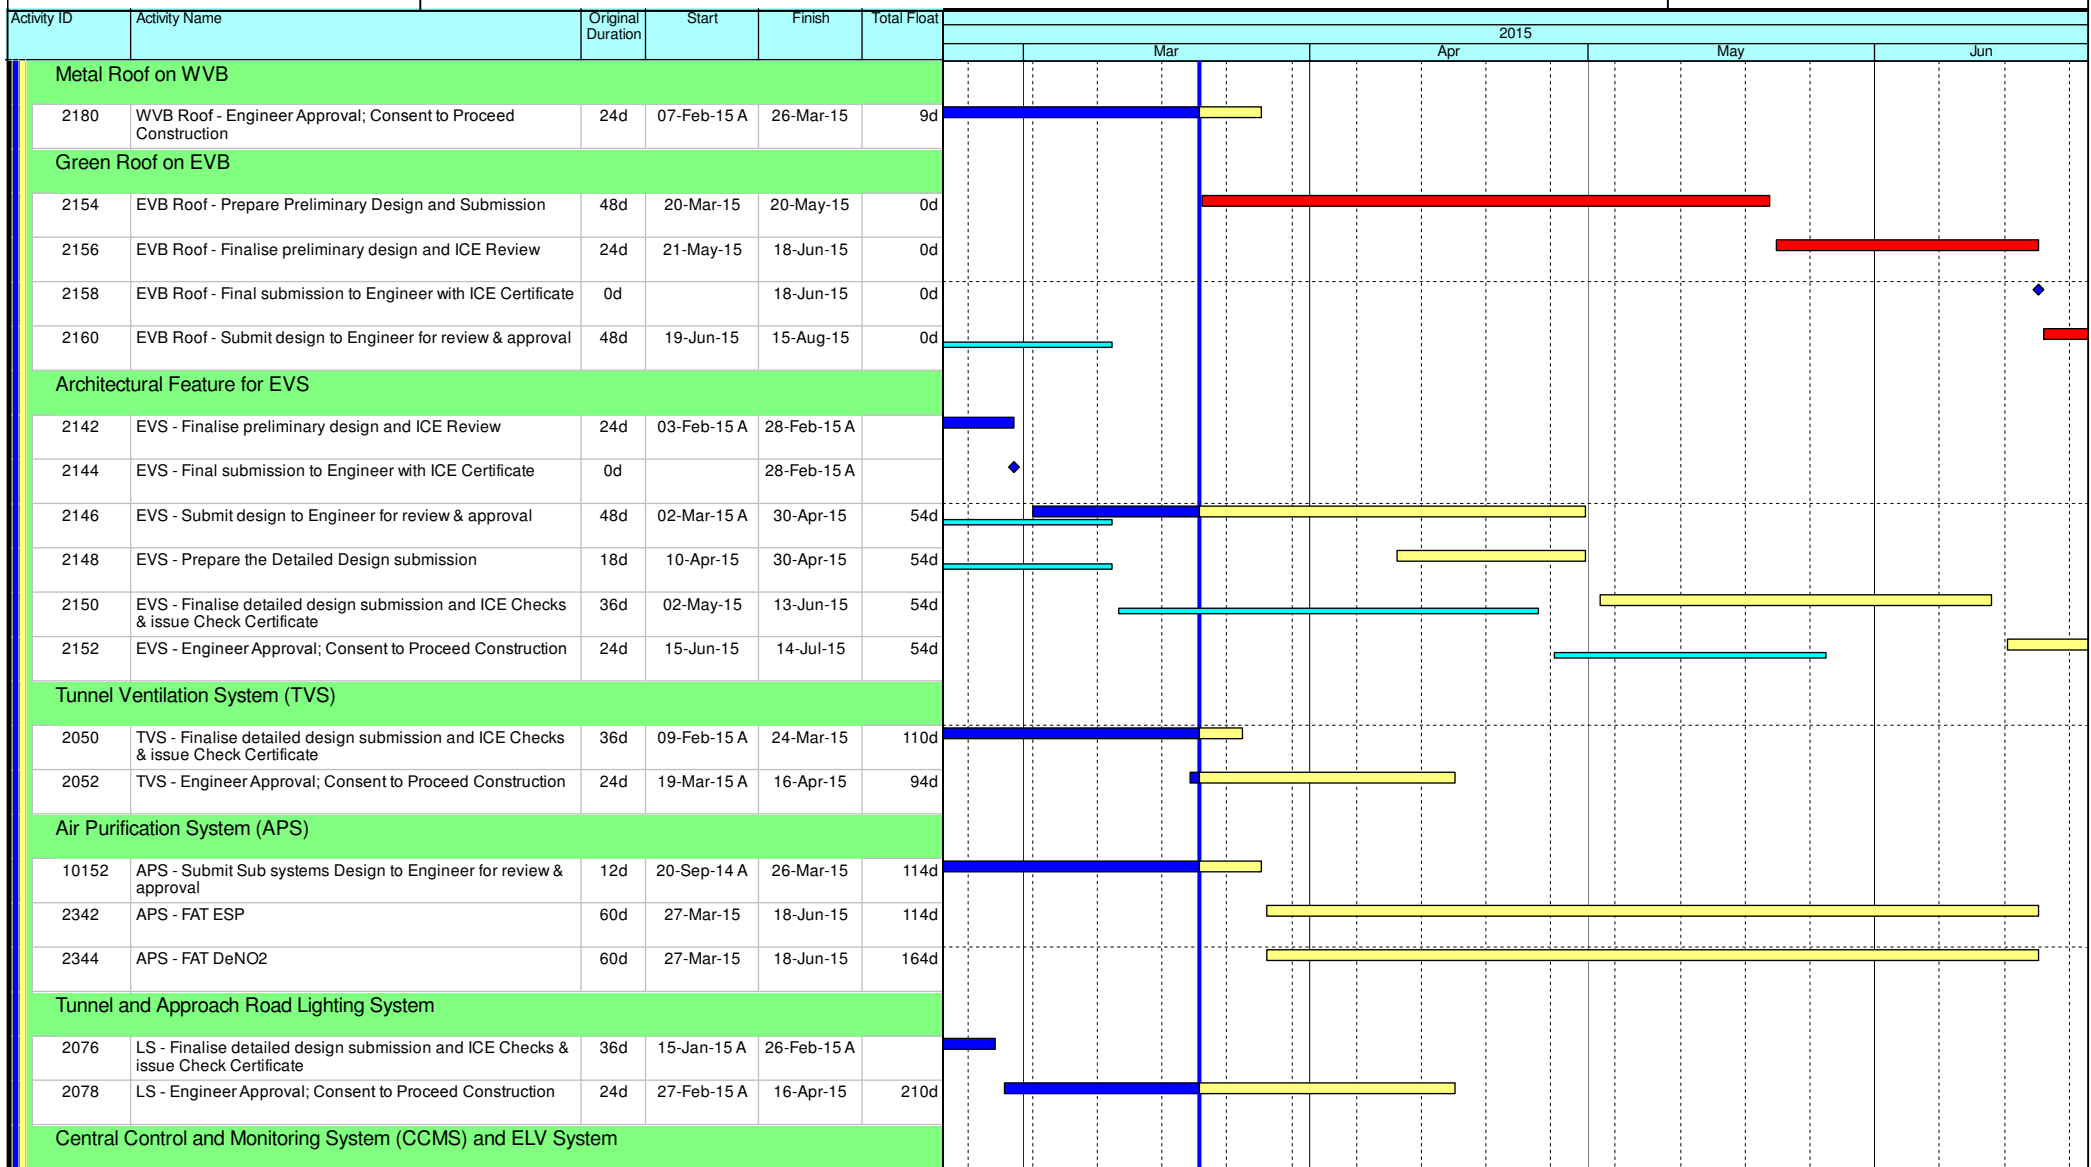 Activity ID Activity Name Original Start Finish Total Float
Duration
2015
Mar Apr May Jun
Metal Roof on WVB
2180 WVB Roof - Engineer Approval; Consent to Proceed 24d 07-Feb-15 A 26-Mar-15 9d
Construction
Green Roof on EVB
2154 EVB Roof - Prepare Preliminary Design and Submission 48d 20-Mar-15 20-May-15 0d
2156 EVB Roof - Finalise preliminary design and ICE Review 24d 21-May-15 18-Jun-15 0d
2158 EVB Roof - Final submission to Engineer with ICE Certificate 0d 18-Jun-15 0d
2160 EVB Roof - Submit design to Engineer for review & approval 48d 19-Jun-15 15-Aug-15 0d
Architectural Feature for EVS
2142 EVS - Finalise preliminary design and ICE Review 24d 03-Feb-15 A 28-Feb-15 A
2144 EVS - Final submission to Engineer with ICE Certificate 0d 28-Feb-15 A
2146 EVS - Submit design to Engineer for review & approval 48d 02-Mar-15 A 30-Apr-15 54d
2148 EVS - Prepare the Detailed Design submission 18d 10-Apr-15 30-Apr-15 54d
2150 EVS - Finalise detailed design submission and ICE Checks 36d 02-May-15 13-Jun-15 54d
& issue Check Certificate
2152 EVS - Engineer Approval; Consent to Proceed Construction 24d 15-Jun-15 14-Jul-15 54d
Tunnel Ventilation System (TVS)
2050 TVS - Finalise detailed design submission and ICE Checks 36d 09-Feb-15 A 24-Mar-15 110d
& issue Check Certificate
2052 TVS - Engineer Approval; Consent to Proceed Construction 24d 19-Mar-15 A 16-Apr-15 94d
Air Purification System (APS)
10152 APS - Submit Sub systems Design to Engineer for review & 12d 20-Sep-14 A 26-Mar-15 114d
approval
2342 APS - FAT ESP 60d 27-Mar-15 18-Jun-15 114d
2344 APS - FAT DeNO2 60d 27-Mar-15 18-Jun-15 164d
Tunnel and Approach Road Lighting System
2076 LS - Finalise detailed design submission and ICE Checks & 36d 15-Jan-15 A 26-Feb-15 A
issue Check Certificate
2078 LS - Engineer Approval; Consent to Proceed Construction 24d 27-Feb-15 A 16-Apr-15 210d
Central Control and Monitoring System (CCMS) and ELV System